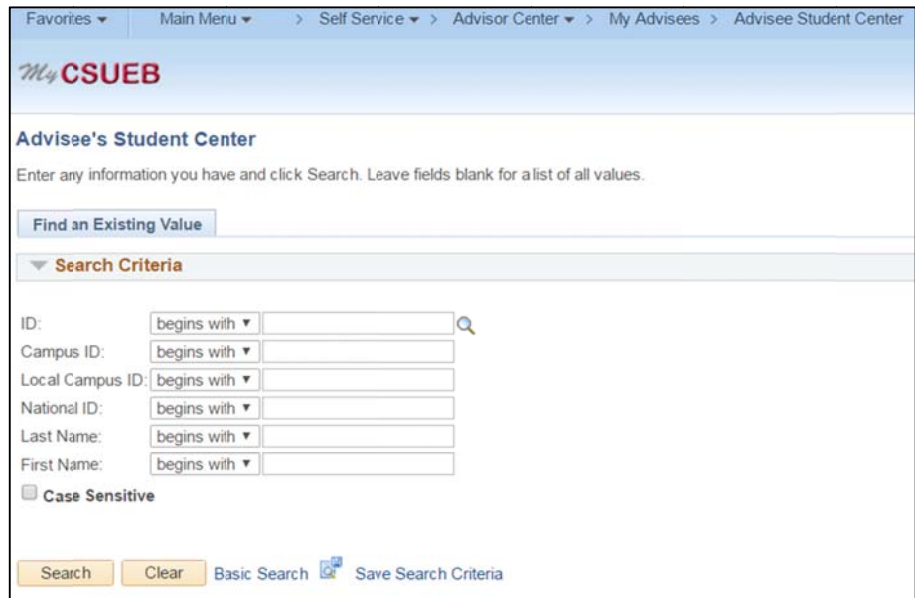 Favorites Main Menu > Self Service > Advisor Center > My Advisees > Advisee Student Center
My CSUEB
Advisee's Student Center
Enter any information you have and click Search. Leave fields blank for a list of all values.
Find an Existing Value
Search Criteria
ID: begins with
Campus ID: begins with
Local Campus ID: begins with
National ID: begins with
Last Name: begins with
First Name: begins with
Case Sensitive
Search Clear Basic Search Save Search Criteria